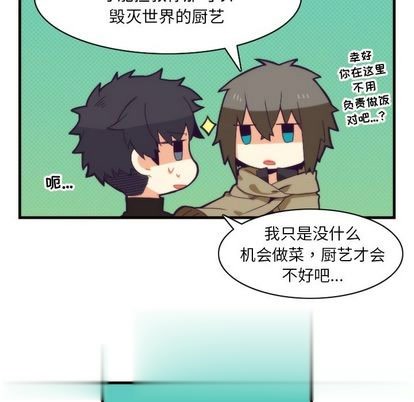 毁灭世界的厨艺
幸好
你在这里
不用
负责做饭
对吧...?
呃...
我只是没什么
机会做菜，厨艺才会
不好吧...